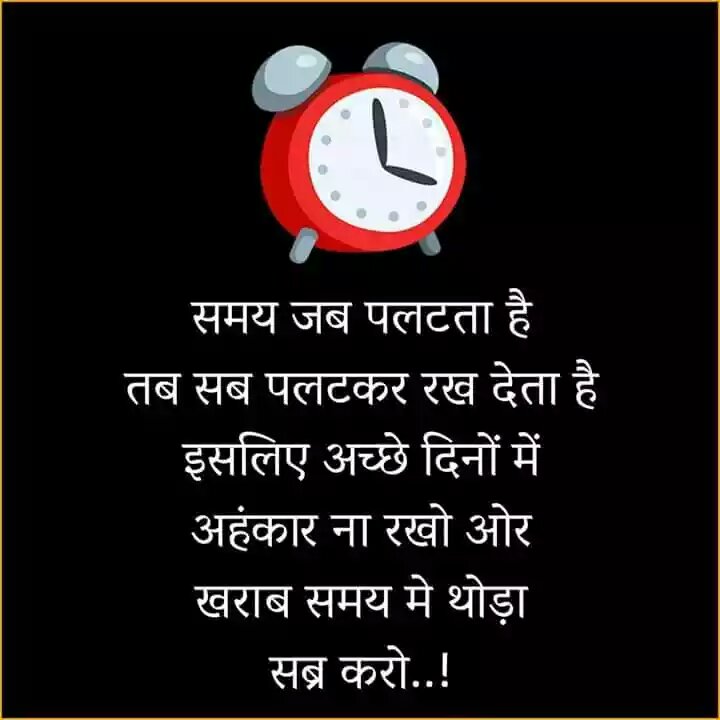 समय जब पलटता है
तब सब पलटकर रख देता है
इसलिए अच्छे दिनों में
अहंकार ना रखो ओर
खराब समय मे थोड़ा
सब्र करो..!